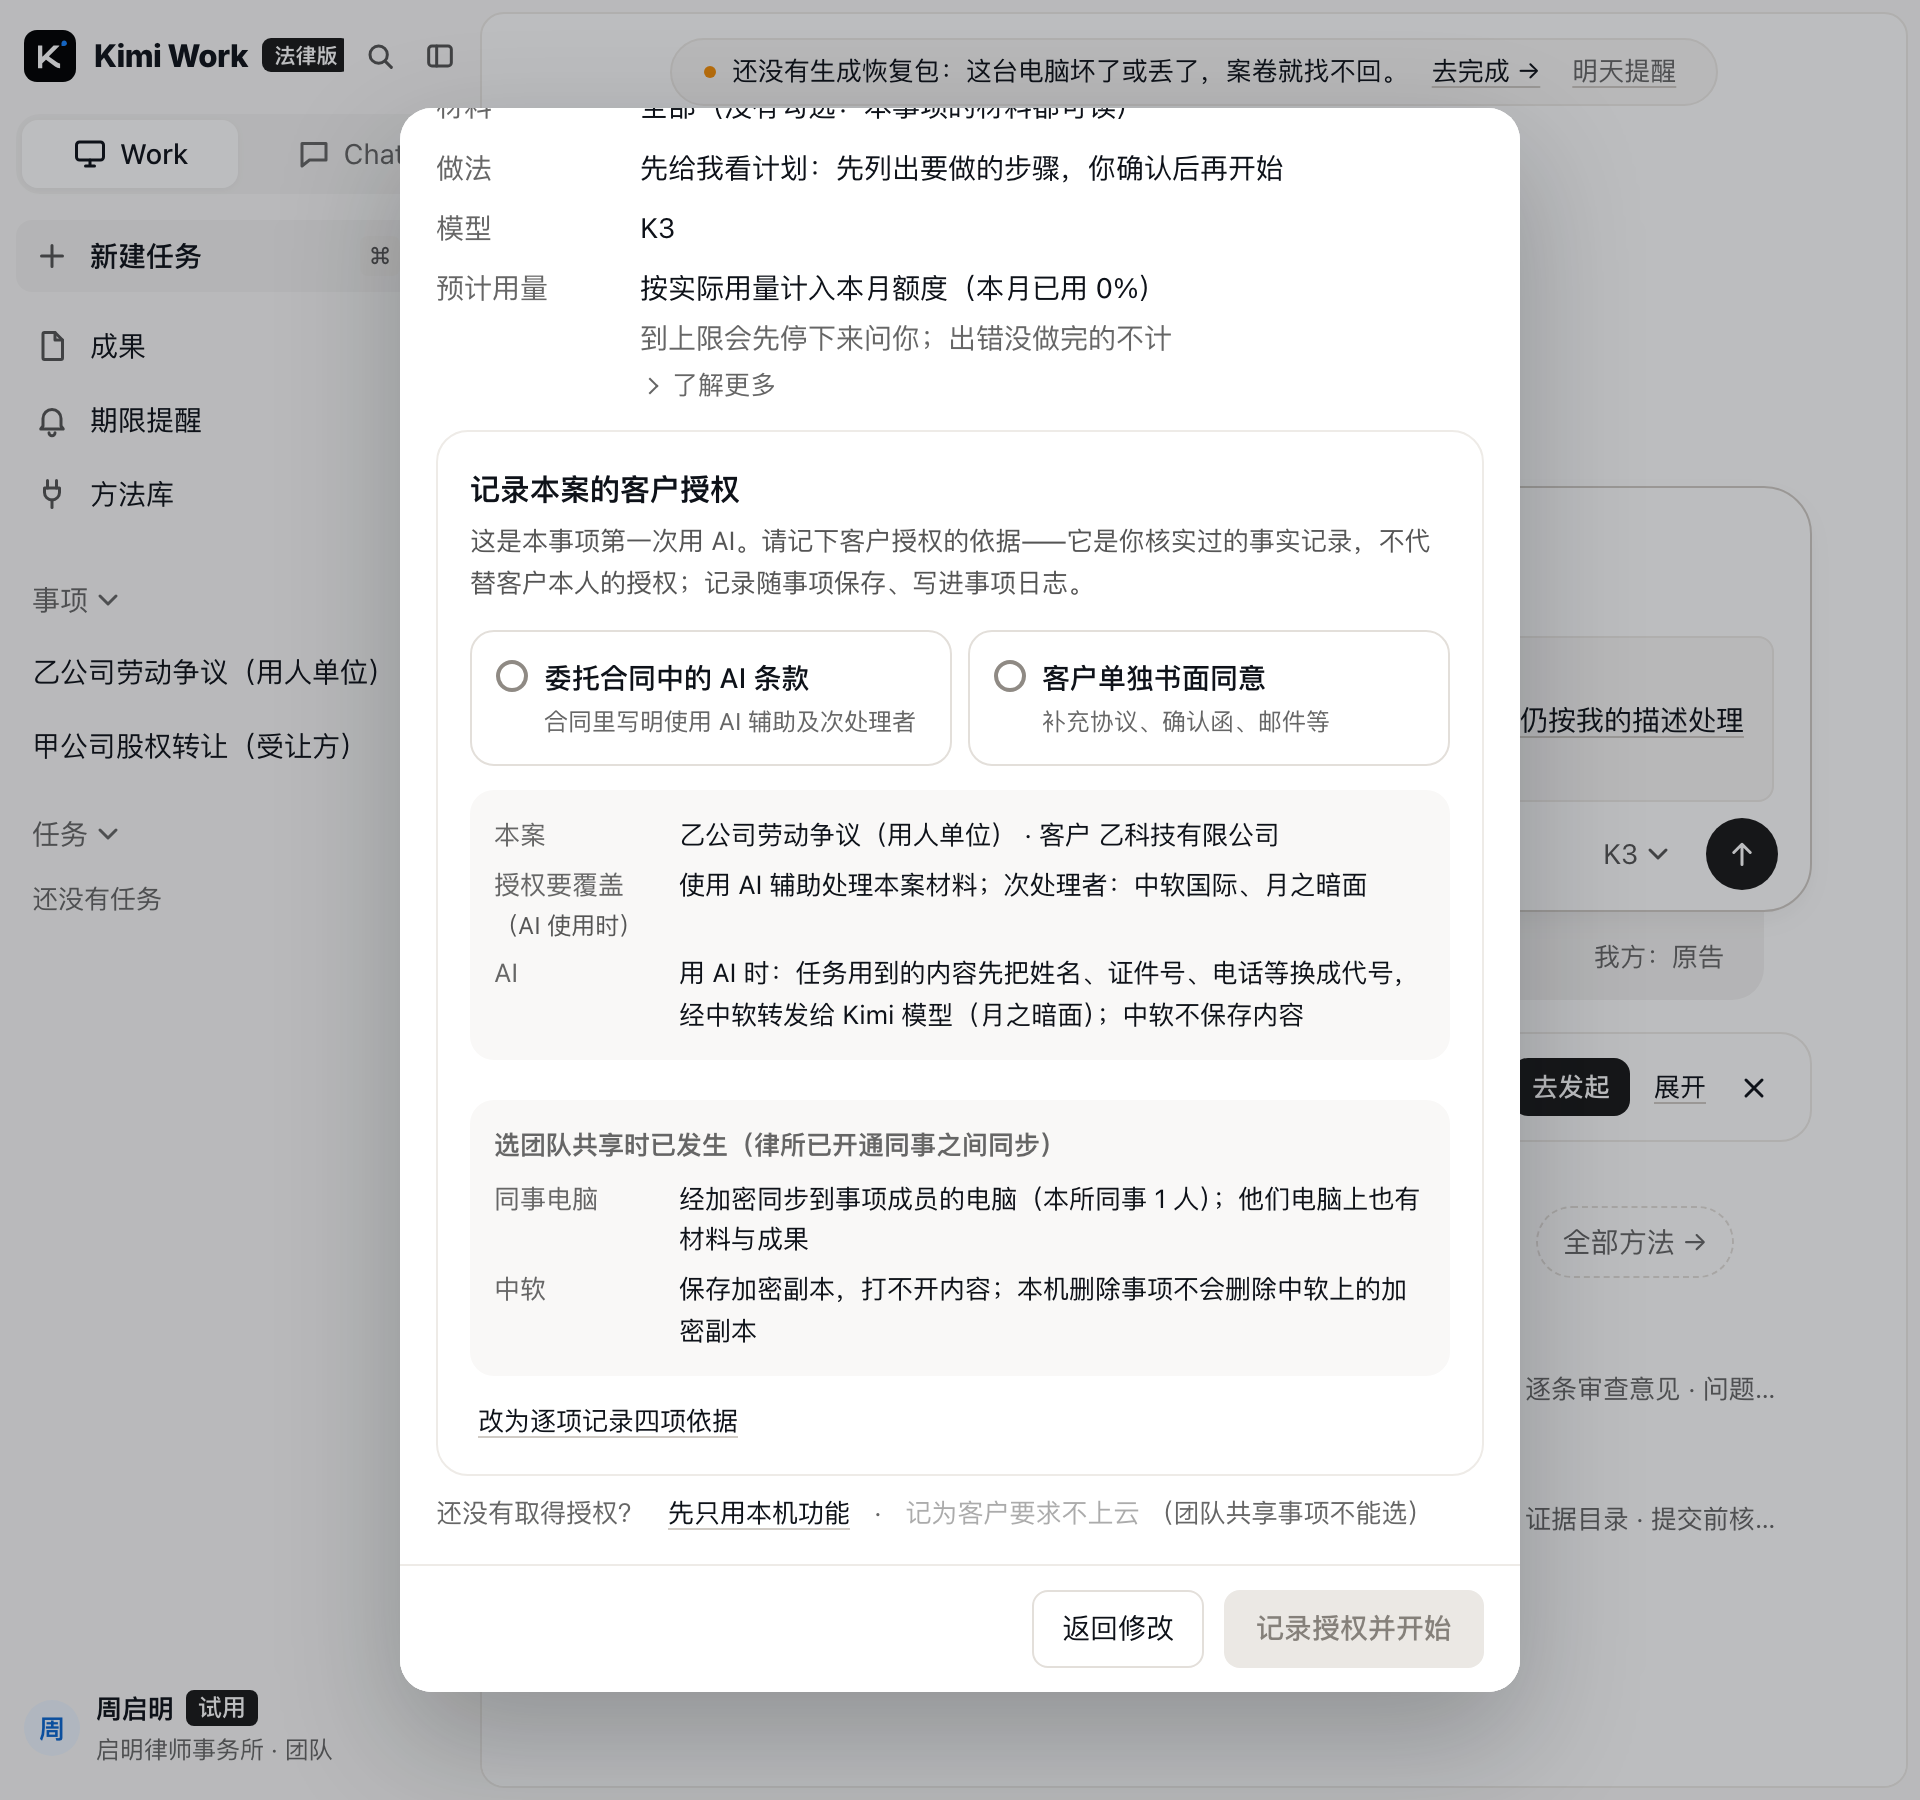 Kimi Work 法律版
还没有生成恢复包：这台电脑坏了或丢了，案卷就找不回。 去完成 → 明天提醒
Work
Chat
新建任务 ⌘
成果
期限提醒
方法库
事项
乙公司劳动争议（用人单位）
甲公司股权转让（受让方）
任务
还没有任务
周
周启明 试用
启明律师事务所 · 团队
材料 全部（没有勾选：本事项的材料都可读）
做法 先给我看计划：先列出要做的步骤，你确认后再开始
模型 K3
预计用量 按实际用量计入本月额度（本月已用 0%）
到上限会先停下来问你；出错没做完的不计
了解更多
记录本案的客户授权
这是本事项第一次用 AI。请记下客户授权的依据——它是你核实过的事实记录，不代
替客户本人的授权；记录随事项保存、写进事项日志。
委托合同中的 AI 条款
合同里写明使用 AI 辅助及次处理者
客户单独书面同意
补充协议、确认函、邮件等
本案 乙公司劳动争议（用人单位） · 客户 乙科技有限公司
授权要覆盖 使用 AI 辅助处理本案材料；次处理者：中软国际、月之暗面
（AI 使用时）
AI 用 AI 时：任务用到的内容先把姓名、证件号、电话等换成代号，
经中软转发给 Kimi 模型（月之暗面）；中软不保存内容
选团队共享时已发生（律所已开通同事之间同步）
同事电脑 经加密同步到事项成员的电脑（本所同事 1 人）；他们电脑上也有
材料与成果
中软 保存加密副本，打不开内容；本机删除事项不会删除中软上的加
密副本
改为逐项记录四项依据
还没有取得授权？ 先只用本机功能 · 记为客户要求不上云 （团队共享事项不能选）
返回修改
记录授权并开始
仍按我的描述处理
K3
我方：原告
去发起 展开
全部方法 →
逐条审查意见 · 问题...
证据目录 · 提交前核...